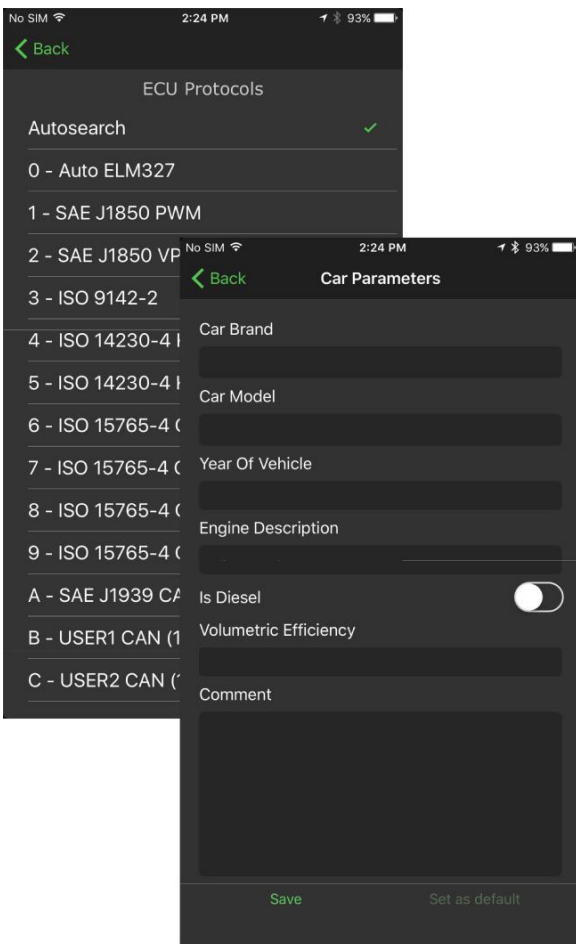 No SIM 2:24 PM 93%
Back
ECU Protocols
Autosearch
0 - Auto ELM327
1 - SAE J1850 PWM
2 - SAE J1850 VP
3 - ISO 9142-2
4 - ISO 14230-4
5 - ISO 14230-4
6 - ISO 15765-4
7 - ISO 15765-4
8 - ISO 15765-4
9 - ISO 15765-4
A - SAE J1939 CA
B - USER1 CAN (1
C - USER2 CAN (
No SIM 2:24 PM 93%
Back Car Parameters
Car Brand
Car Model
Year Of Vehicle
Engine Description
Is Diesel
Volumetric Efficiency
Comment
Save Set as default